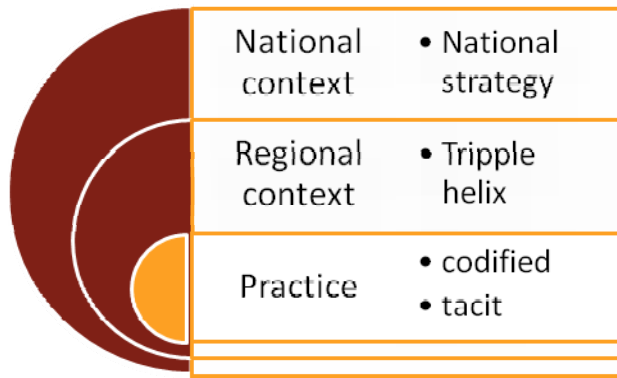 National
context
• National
strategy
Regional
context
• Tripple
helix
Practice
• codified
• tacit